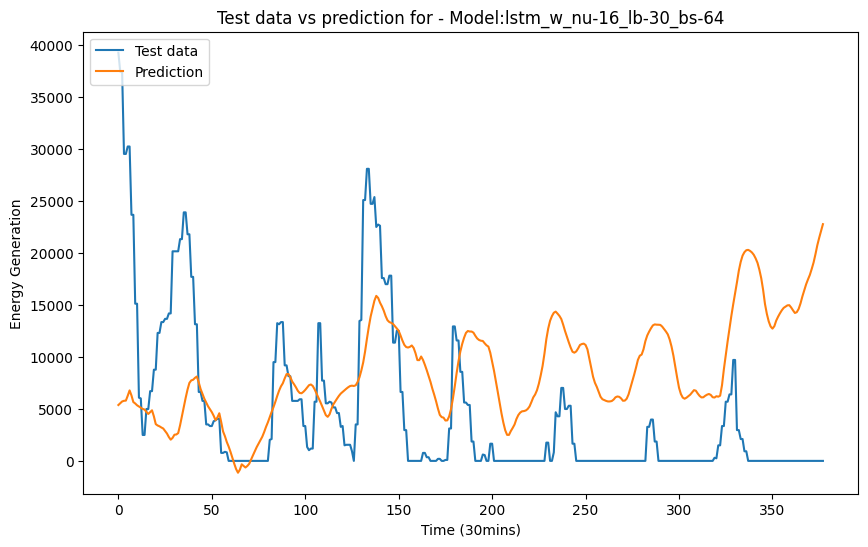 Test data vs prediction for - Model:lstm_w_nu-16_lb-30_bs-64
Test data
Prediction
40000
35000
30000
25000
20000
15000
10000
5000
0
Energy Generation
0 50 100 150 200 250 300 350
Time (30mins)